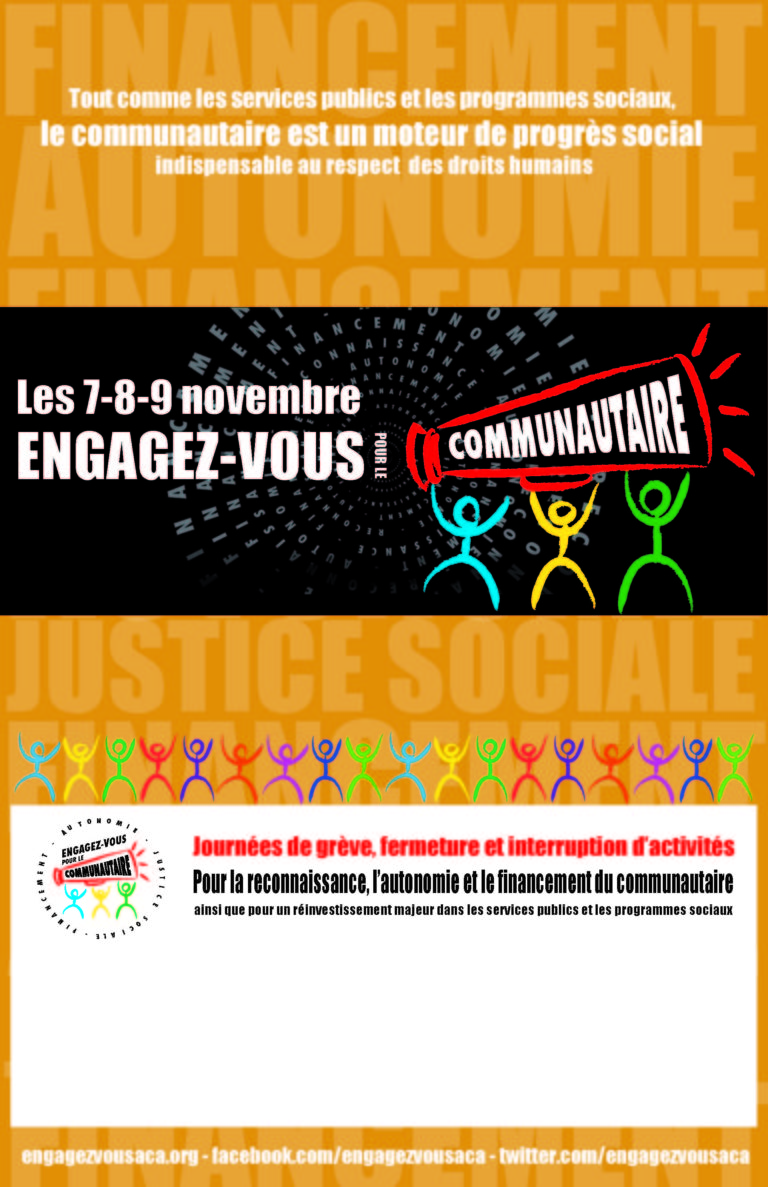 FINANCEMENT
Tout comme les services publics et les programmes sociaux,
le communautaire est un moteur de progrès social
indispensable au respect des droits humains
AUTONOMIE
FINANCEMENT
Les 7-8-9 novembre
ENGAGEZ-VOUS
POUR LE
COMMUNAUTAIRE
JUSTICE SOCIALE
FINANCEMENT
AUTONOMIE - JUSTICE SOCIALE - FINANCEMENT -
ENGAGEZ-VOUS
POUR LE
COMMUNAUTAIRE
Journées de grève, fermeture et interruption d'activités
Pour la reconnaissance, l'autonomie et le financement du communautaire
ainsi que pour un réinvestissement majeur dans les services publics et les programmes sociaux
FINANCEMENT
engagezvousaca.org - facebook.com/engagezvousaca - twitter.com/engagezvousaca